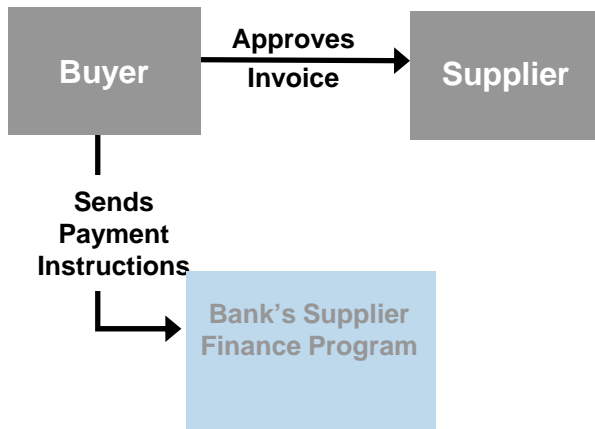 Buyer
Approves
Invoice
Supplier
Sends
Payment
Instructions
Bank's Supplier
Finance Program